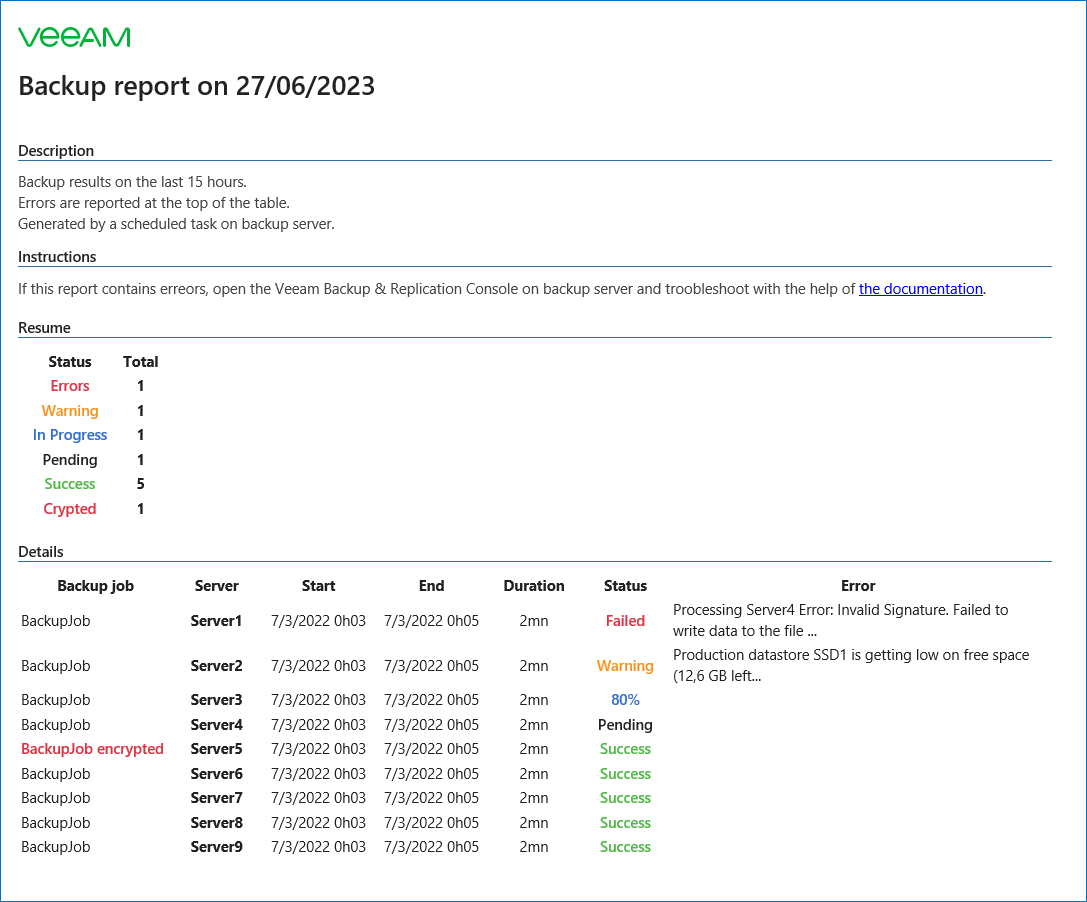 veeam
Backup report on 27/06/2023
Description
Backup results on the last 15 hours.
Errors are reported at the top of the table.
Generated by a scheduled task on backup server.
Instructions
If this report contains erreors, open the Veeam Backup & Replication Console on backup server and troobleshoot with the help of the documentation.
Resume
Status Total
Errors 1
Warning 1
In Progress 1
Pending 1
Success 5
Crypted 1
Details
Backup job Server Start End Duration Status Error
BackupJob Server1 7/3/2022 0h03 7/3/2022 0h05 2mn Failed Processing Server4 Error: Invalid Signature. Failed to
write data to the file ...
BackupJob Server2 7/3/2022 0h03 7/3/2022 0h05 2mn Warning Production datastore SSD1 is getting low on free space
(12,6 GB left...
BackupJob Server3 7/3/2022 0h03 7/3/2022 0h05 2mn 80%
BackupJob Server4 7/3/2022 0h03 7/3/2022 0h05 2mn Pending
BackupJob encrypted Server5 7/3/2022 0h03 7/3/2022 0h05 2mn Success
BackupJob Server6 7/3/2022 0h03 7/3/2022 0h05 2mn Success
BackupJob Server7 7/3/2022 0h03 7/3/2022 0h05 2mn Success
BackupJob Server8 7/3/2022 0h03 7/3/2022 0h05 2mn Success
BackupJob Server9 7/3/2022 0h03 7/3/2022 0h05 2mn Success